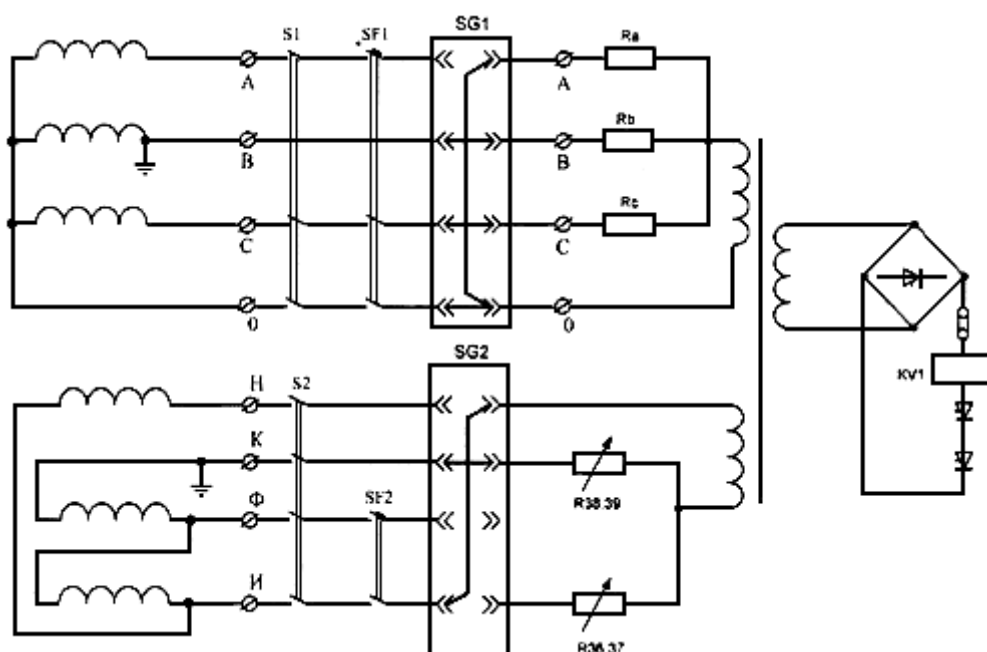 SG1
S1
SF1
A
B
C
0
A
B
C
0
Ra
Rb
Rc
KV1
SG2
S2
SF2
Н
К
Ф
И
R38.39
R36.37